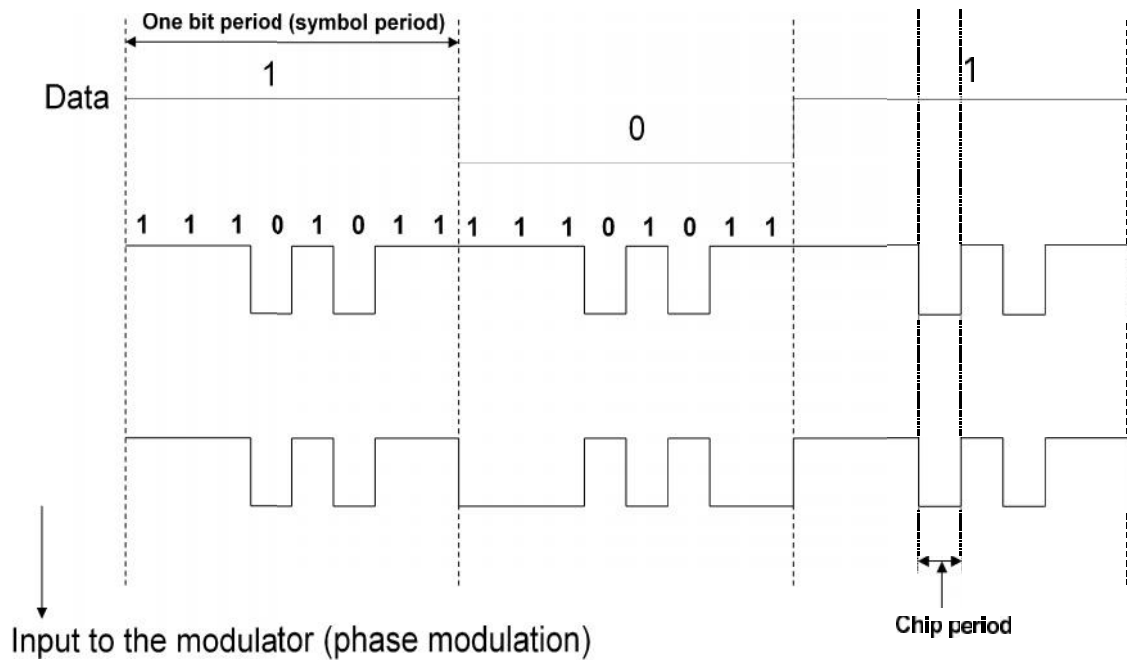 One bit period (symbol period)
1
1
Data
0
1 1 1 0 1 0 1 1 1 1 1 0 1 0 1 1
Chip period
Input to the modulator (phase modulation)